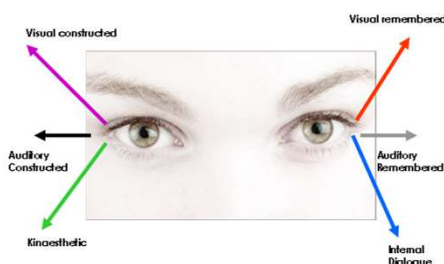 Visual remembered
Visual constructed
Auditory
Constructed
Auditory
Remembered
Kinaesthetic
Internal
Dialogue